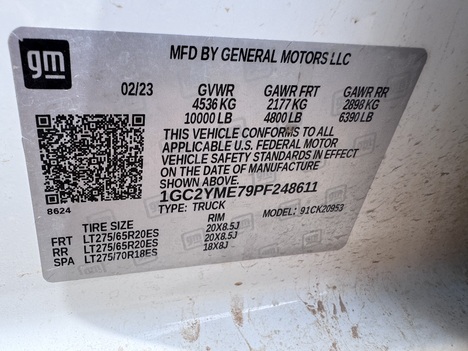 gm
MFD BY GENERAL MOTORS LLC
02/23 GVWR GAWR FRT GAWR RR
4536 KG 2177 KG 2898 KG
10000 LB 4800 LB 6390 LB
THIS VEHICLE CONFORMS TO ALL
APPLICABLE U.S. FEDERAL MOTOR
VEHICLE SAFETY STANDARDS IN EFFECT
ON THE DATE OF MANUFACTURE
SHOWN ABOVE.
1GC2YME79PF248611
8624 TYPE: TRUCK MODEL: 91CK20953
TIRE SIZE RIM
FRT LT275/65R20ES 20X8.5J
RR LT275/65R20ES 20X8.5J
SPA LT275/70R18ES 18X8J